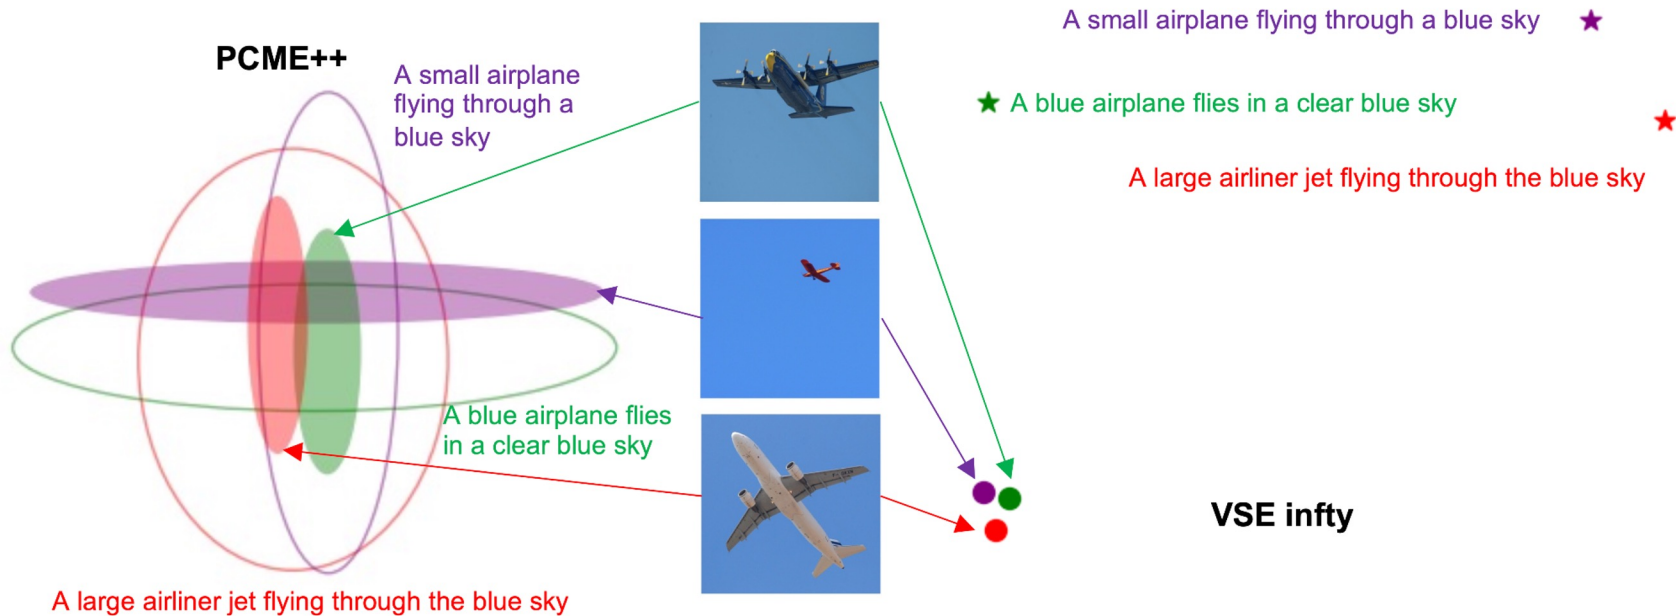 PCME++
A small airplane
flying through a
blue sky
A blue airplane flies
in a clear blue sky
A large airliner jet flying through the blue sky
A small airplane flying through a blue sky
A blue airplane flies in a clear blue sky
A large airliner jet flying through the blue sky
VSE infty